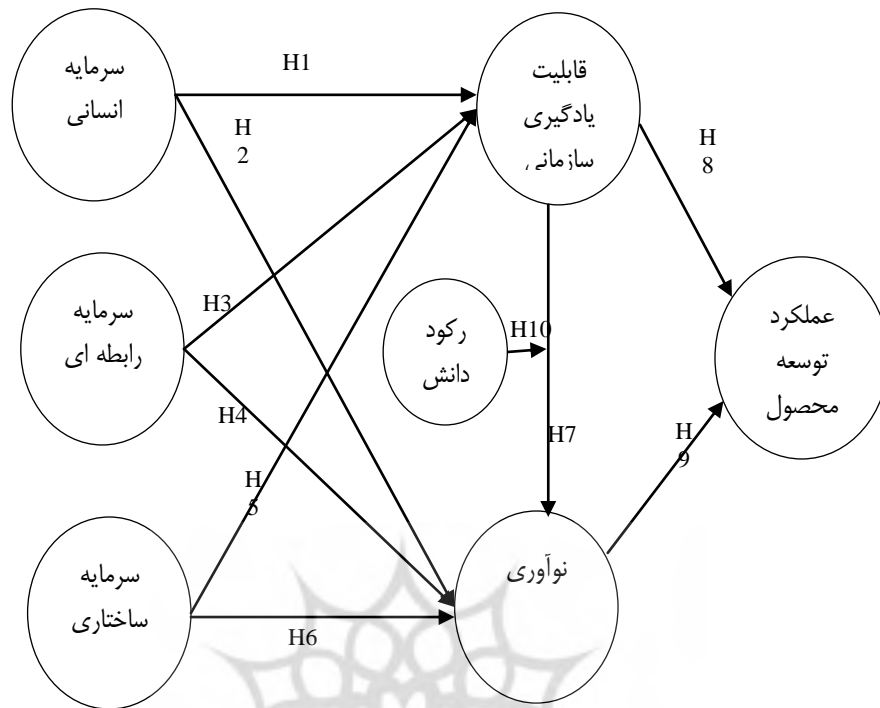 سرمایه
انسانی
H1
H
2
قابلیت
یادگیری
سازمانی
H
8
سرمایه
رابطه ای
H3
H4
رکود
دانش
H10
H7
عملکرد
توسعه
محصول
H
9
H
5
سرمایه
ساختاری
H6
نوآوری